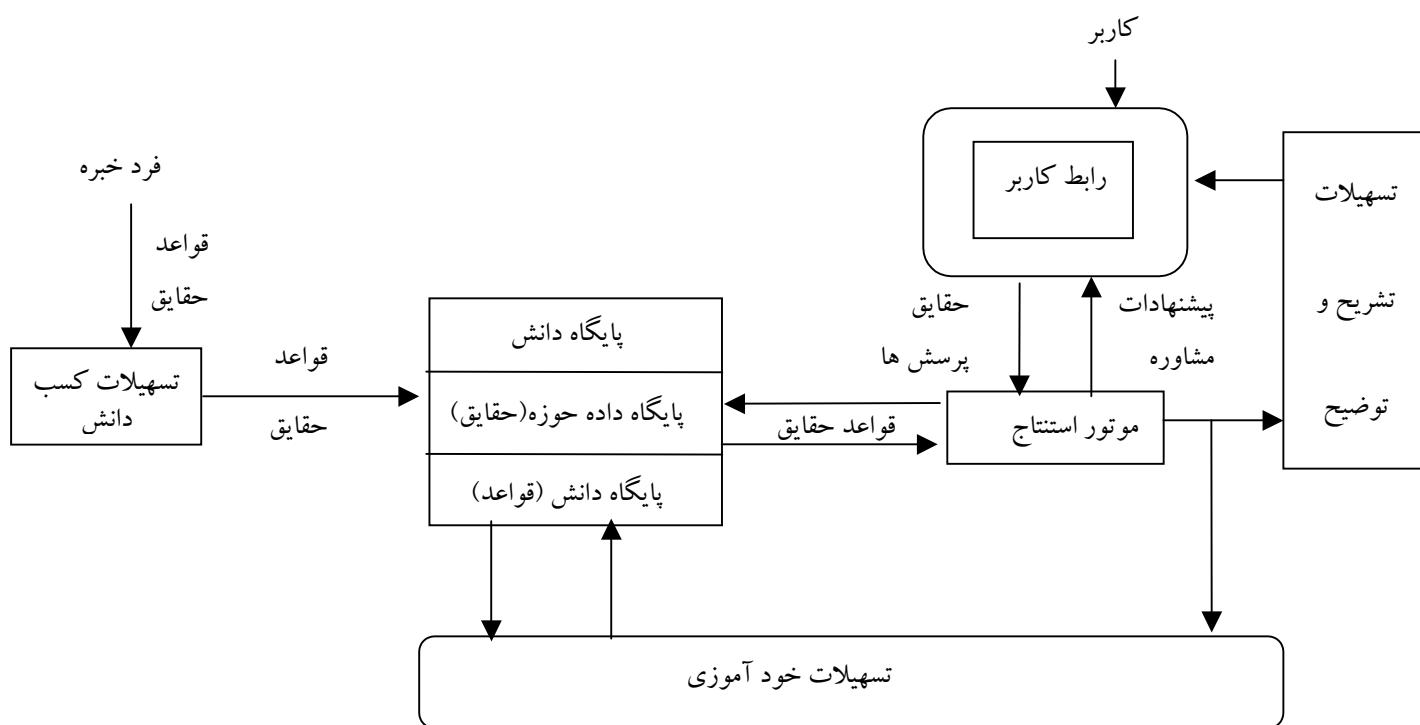 کاربر
فرد خبره
رابط کاربر
تسهیلات
تشریح و
توضیح
قواعد
حقایق
حقایق
پرسش ها
پیشنهادات
مشاوره
تسهیلات کسب
دانش
قواعد
حقایق
پایگاه دانش
پایگاه داده حوزه(حقایق)
پایگاه دانش (قواعد)
قواعد حقایق
موتور استنتاج
تسهیلات خود آموزی